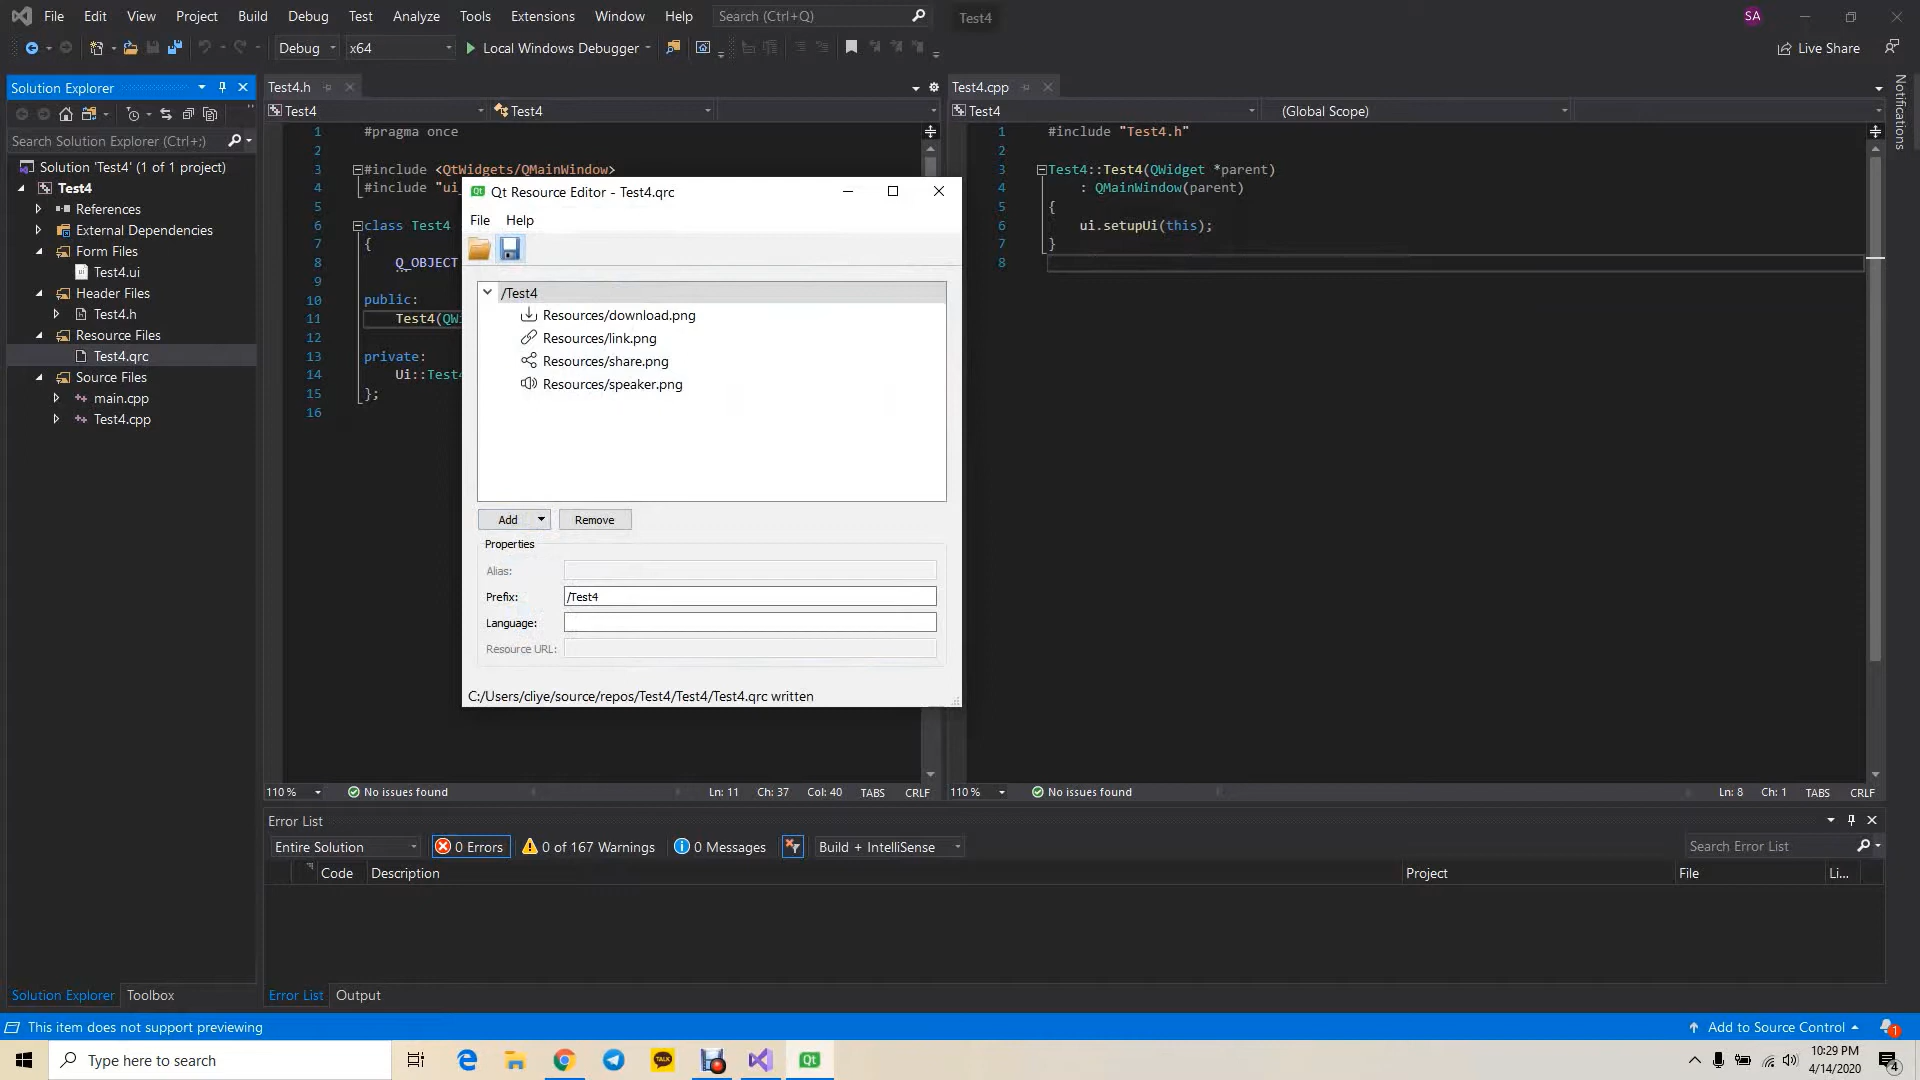 File Edit View Project Build Debug Test Analyze Tools Extensions Window Help Search (Ctrl+Q) Test4 SA
Debug x64 Local Windows Debugger Live Share
Solution Explorer
Search Solution Explorer (Ctrl+;)
Solution 'Test4' (1 of 1 project)
Test4
References
External Dependencies
Form Files
Test4.ui
Header Files
Test4.h
Resource Files
Test4.qrc
Source Files
main.cpp
Test4.cpp
Solution Explorer Toolbox
Test4.h
Test4 Test4
1 #pragma once
2
3 #include <QtWidgets/QMainWindow>
4 #include "ui_
5
6 class Test4
7 {
8 Q_OBJECT
9
10 public:
11 Test4(QWi
12
13 private:
14 Ui::Test4
15 };
16
110 % No issues found Ln: 11 Ch: 37 Col: 40 TABS CRLF
Qt Resource Editor - Test4.qrc
File Help
/Test4
Resources/download.png
Resources/link.png
Resources/share.png
Resources/speaker.png
Add Remove
Properties
Alias:
Prefix: /Test4
Language:
Resource URL:
C:/Users/cliye/source/repos/Test4/Test4/Test4.qrc written
Test4.cpp
Test4 (Global Scope)
1 #include "Test4.h"
2
3 Test4::Test4(QWidget *parent)
4 : QMainWindow(parent)
5 {
6 ui.setupUi(this);
7 }
8
110 % No issues found Ln: 8 Ch: 1 TABS CRLF
Notifications
Error List
Entire Solution 0 Errors 0 of 167 Warnings 0 Messages Build + IntelliSense Search Error List
Code Description Project File Li...
Error List Output
This item does not support previewing Add to Source Control 1
Type here to search TALK Qt 10:29 PM
4/14/2020 4